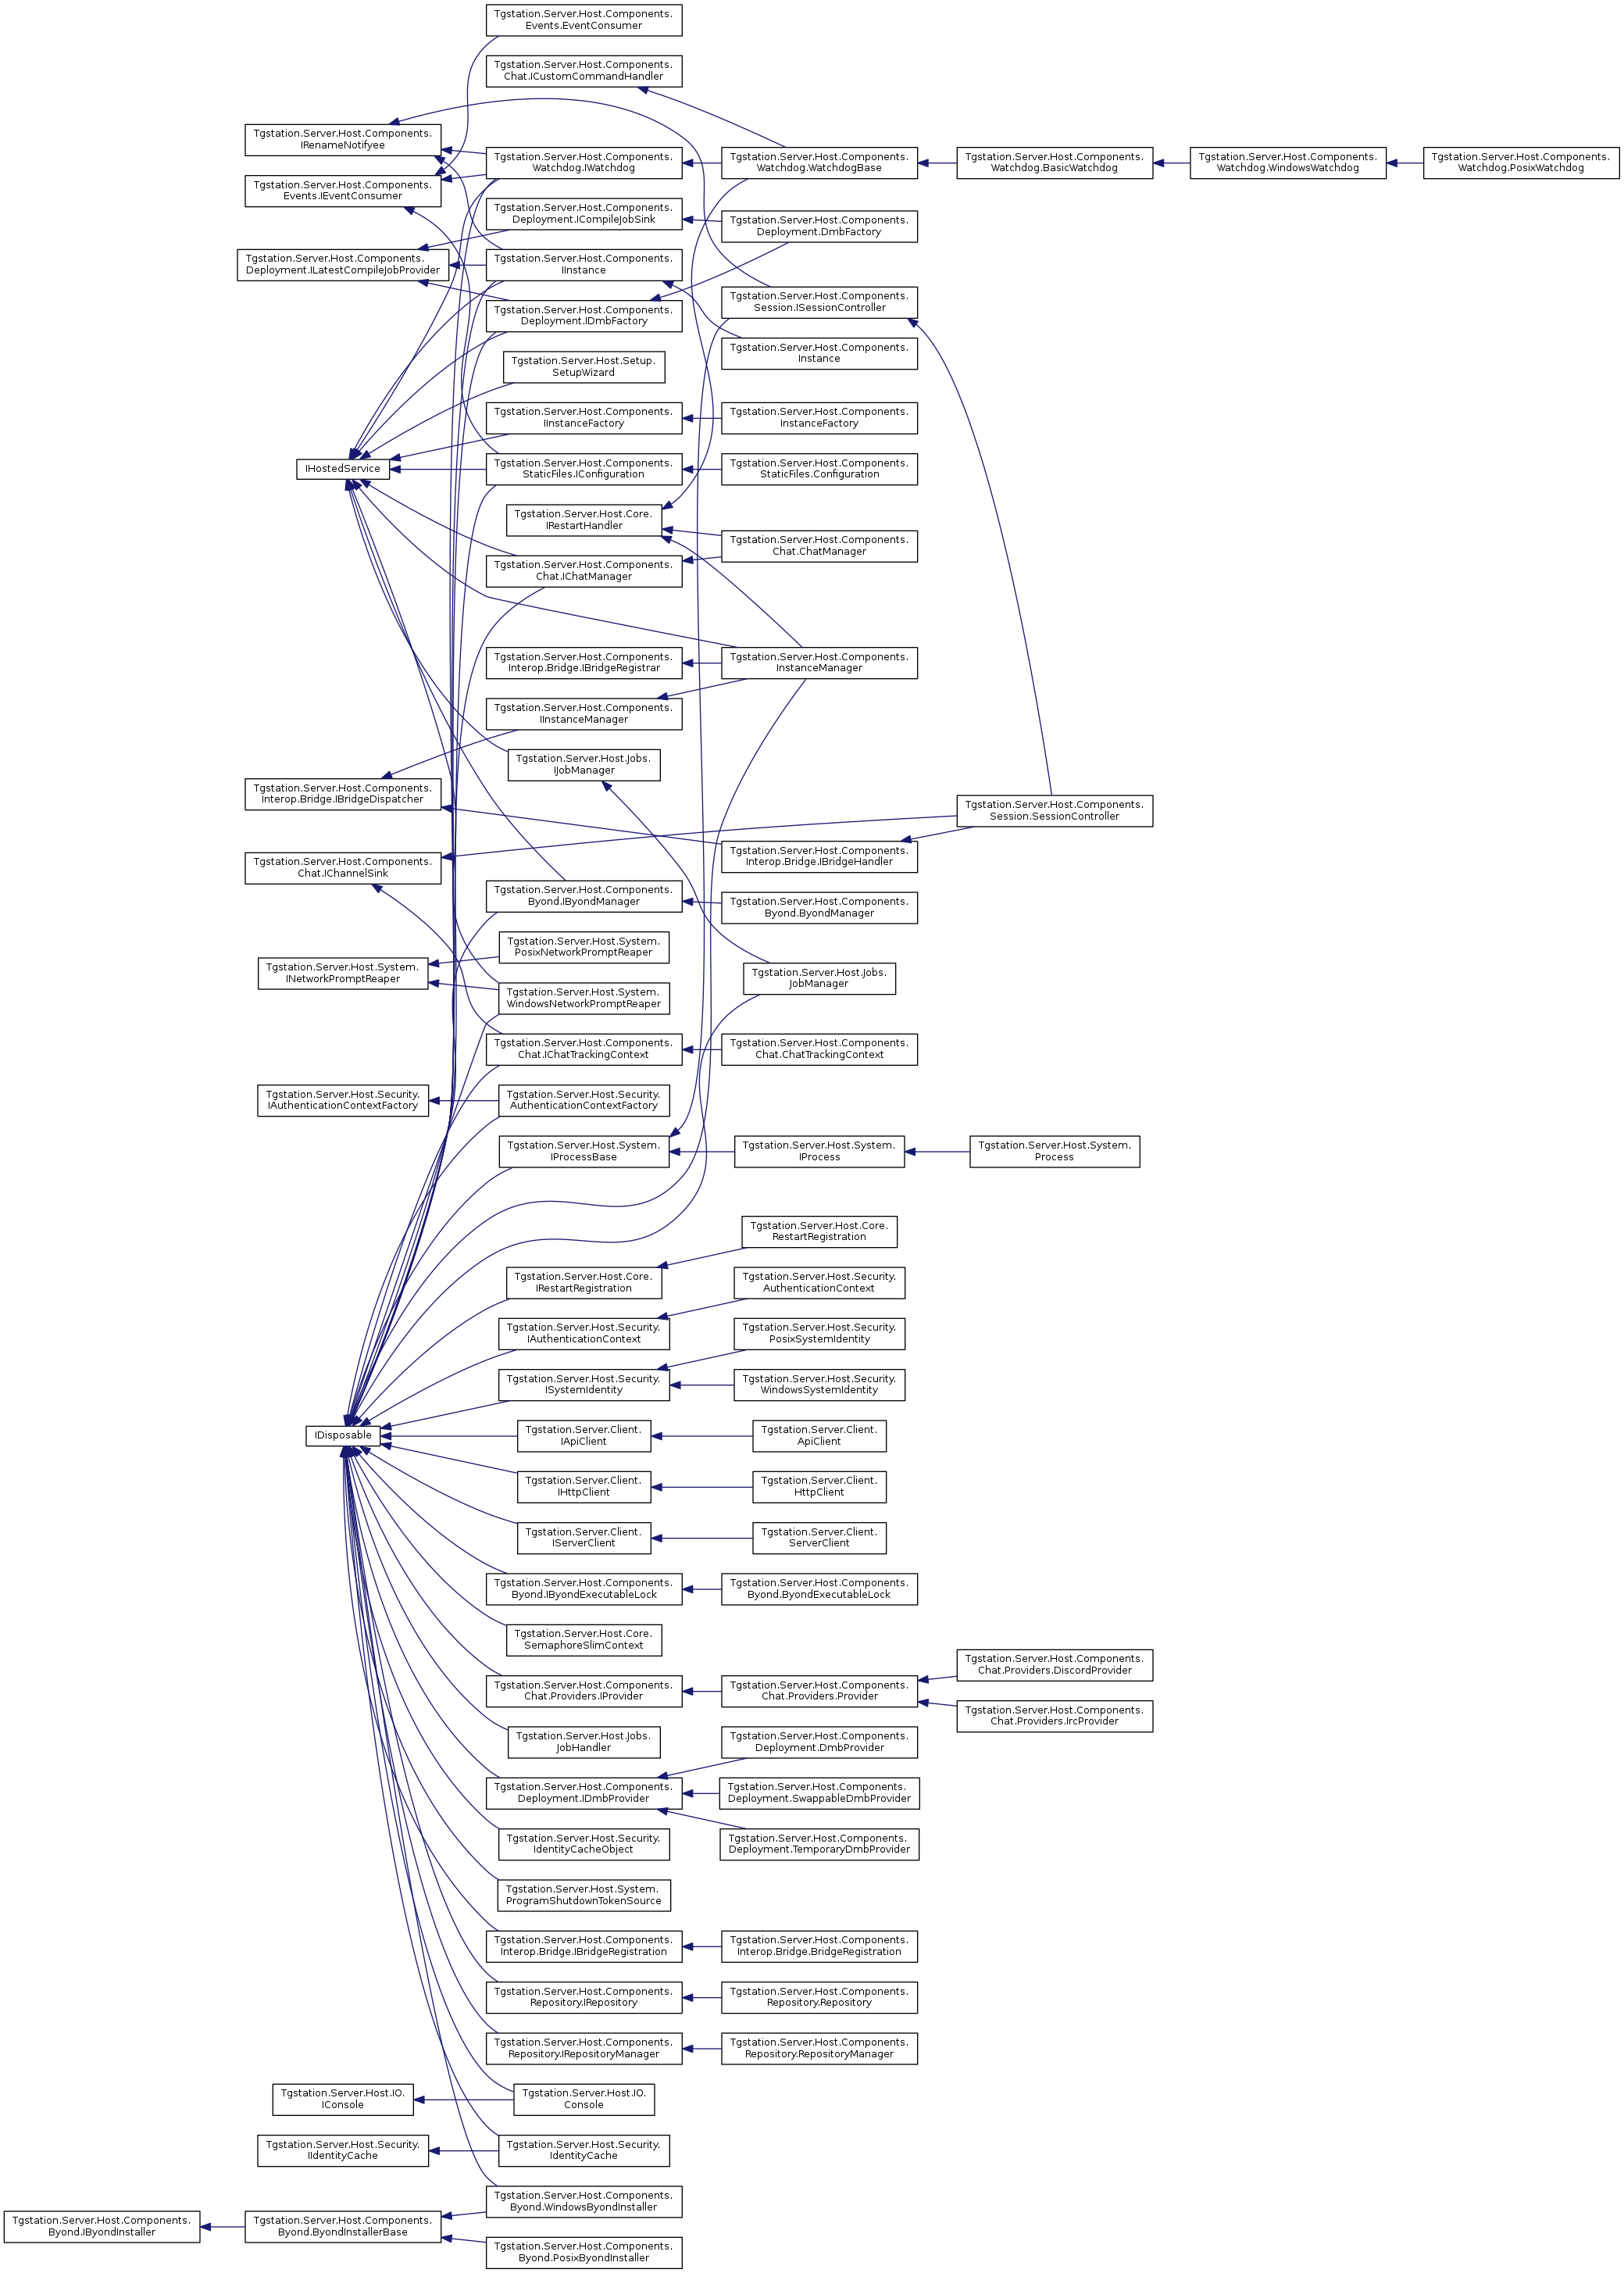 Tgstation.Server.Host.Components.
Events.EventConsumer
Tgstation.Server.Host.Components.
Chat.ICustomCommandHandler
Tgstation.Server.Host.Components.
IRenameNotifyee
Tgstation.Server.Host.Components.
Watchdog.IWatchdog
Tgstation.Server.Host.Components.
Watchdog.WatchdogBase
Tgstation.Server.Host.Components.
Watchdog.BasicWatchdog
Tgstation.Server.Host.Components.
Watchdog.WindowsWatchdog
Tgstation.Server.Host.Components.
Watchdog.PosixWatchdog
Tgstation.Server.Host.Components.
Events.IEventConsumer
Tgstation.Server.Host.Components.
Deployment.ICompileJobSink
Tgstation.Server.Host.Components.
Deployment.DmbFactory
Tgstation.Server.Host.Components.
Deployment.ILatestCompileJobProvider
Tgstation.Server.Host.Components.
IInstance
Tgstation.Server.Host.Components.
Session.ISessionController
Tgstation.Server.Host.Components.
Deployment.IDmbFactory
Tgstation.Server.Host.Components.
Instance
Tgstation.Server.Host.Setup.
SetupWizard
Tgstation.Server.Host.Components.
IInstanceFactory
Tgstation.Server.Host.Components.
InstanceFactory
IHostedService
Tgstation.Server.Host.Components.
StaticFiles.IConfiguration
Tgstation.Server.Host.Components.
StaticFiles.Configuration
Tgstation.Server.Host.Core.
IRestartHandler
Tgstation.Server.Host.Components.
Chat.ChatManager
Tgstation.Server.Host.Components.
Chat.IChatManager
Tgstation.Server.Host.Components.
Interop.Bridge.IBridgeRegistrar
Tgstation.Server.Host.Components.
InstanceManager
Tgstation.Server.Host.Components.
IInstanceManager
Tgstation.Server.Host.Jobs.
IJobManager
Tgstation.Server.Host.Components.
Interop.Bridge.IBridgeDispatcher
Tgstation.Server.Host.Components.
Session.SessionController
Tgstation.Server.Host.Components.
Interop.Bridge.IBridgeHandler
Tgstation.Server.Host.Components.
Chat.IChannelSink
Tgstation.Server.Host.Components.
Byond.IByondManager
Tgstation.Server.Host.Components.
Byond.ByondManager
Tgstation.Server.Host.System.
PosixNetworkPromptReaper
Tgstation.Server.Host.System.
INetworkPromptReaper
Tgstation.Server.Host.Jobs.
JobManager
Tgstation.Server.Host.System.
WindowsNetworkPromptReaper
Tgstation.Server.Host.Components.
Chat.IChatTrackingContext
Tgstation.Server.Host.Components.
Chat.ChatTrackingContext
Tgstation.Server.Host.Security.
IAuthenticationContextFactory
Tgstation.Server.Host.Security.
AuthenticationContextFactory
Tgstation.Server.Host.System.
IProcessBase
Tgstation.Server.Host.System.
IProcess
Tgstation.Server.Host.System.
Process
Tgstation.Server.Host.Core.
RestartRegistration
Tgstation.Server.Host.Core.
IRestartRegistration
Tgstation.Server.Host.Security.
AuthenticationContext
Tgstation.Server.Host.Security.
IAuthenticationContext
Tgstation.Server.Host.Security.
PosixSystemIdentity
Tgstation.Server.Host.Security.
ISystemIdentity
Tgstation.Server.Host.Security.
WindowsSystemIdentity
IDisposable
Tgstation.Server.Client.
IApiClient
Tgstation.Server.Client.
ApiClient
Tgstation.Server.Client.
IHttpClient
Tgstation.Server.Client.
HttpClient
Tgstation.Server.Client.
IServerClient
Tgstation.Server.Client.
ServerClient
Tgstation.Server.Host.Components.
Byond.IByondExecutableLock
Tgstation.Server.Host.Components.
Byond.ByondExecutableLock
Tgstation.Server.Host.Core.
SemaphoreSlimContext
Tgstation.Server.Host.Components.
Chat.Providers.DiscordProvider
Tgstation.Server.Host.Components.
Chat.Providers.IProvider
Tgstation.Server.Host.Components.
Chat.Providers.Provider
Tgstation.Server.Host.Components.
Chat.Providers.IrcProvider
Tgstation.Server.Host.Jobs.
JobHandler
Tgstation.Server.Host.Components.
Deployment.DmbProvider
Tgstation.Server.Host.Components.
Deployment.IDmbProvider
Tgstation.Server.Host.Components.
Deployment.SwappableDmbProvider
Tgstation.Server.Host.Security.
IdentityCacheObject
Tgstation.Server.Host.Components.
Deployment.TemporaryDmbProvider
Tgstation.Server.Host.System.
ProgramShutdownTokenSource
Tgstation.Server.Host.Components.
Interop.Bridge.IBridgeRegistration
Tgstation.Server.Host.Components.
Interop.Bridge.BridgeRegistration
Tgstation.Server.Host.Components.
Repository.IRepository
Tgstation.Server.Host.Components.
Repository.Repository
Tgstation.Server.Host.Components.
Repository.IRepositoryManager
Tgstation.Server.Host.Components.
Repository.RepositoryManager
Tgstation.Server.Host.IO.
IConsole
Tgstation.Server.Host.IO.
Console
Tgstation.Server.Host.Security.
IIdentityCache
Tgstation.Server.Host.Security.
IdentityCache
Tgstation.Server.Host.Components.
Byond.WindowsByondInstaller
Tgstation.Server.Host.Components.
Byond.IByondInstaller
Tgstation.Server.Host.Components.
Byond.ByondInstallerBase
Tgstation.Server.Host.Components.
Byond.PosixByondInstaller